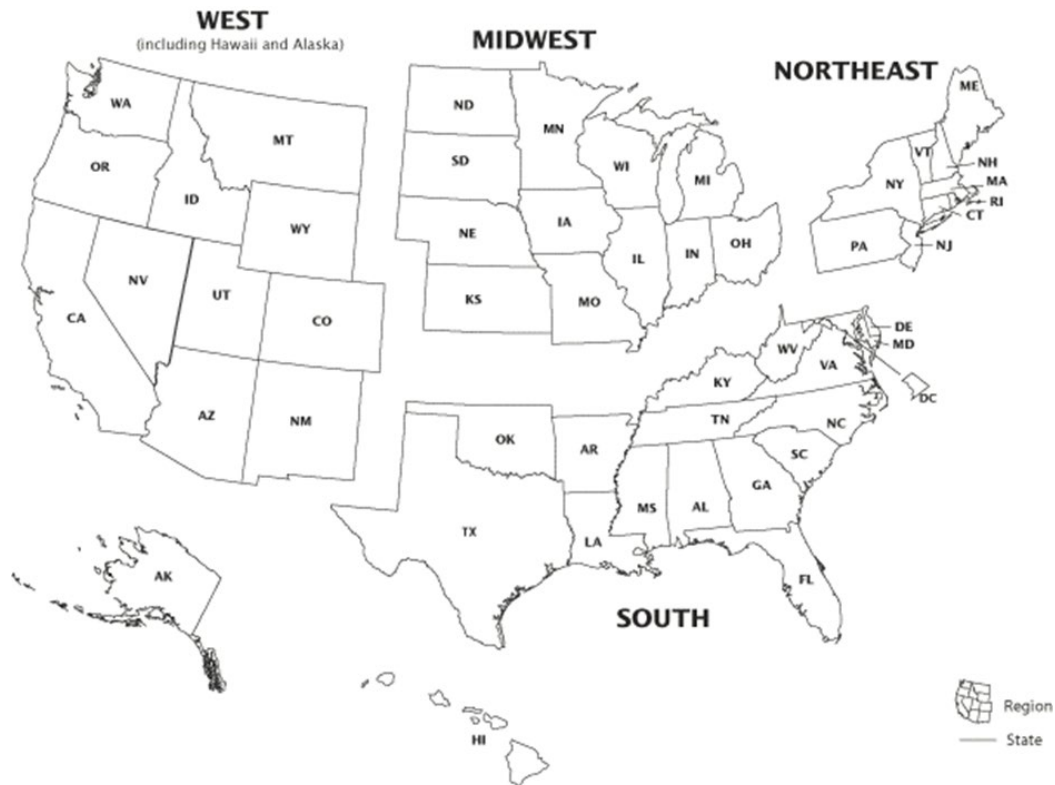 WEST
(including Hawaii and Alaska)
MIDWEST
NORTHEAST
WA
MT
OR
ID
WY
NV
UT
CO
CA
AZ
NM
AK
HI
ND
MN
SD
WI
MI
NE
IA
IL
IN
OH
KS
MO
ME
VT
NH
NY
MA
RI
CT
PA
NJ
DE
MD
WV
VA
DC
KY
TN
NC
OK
AR
SC
MS
AL
GA
TX
LA
FL
SOUTH
Region
State